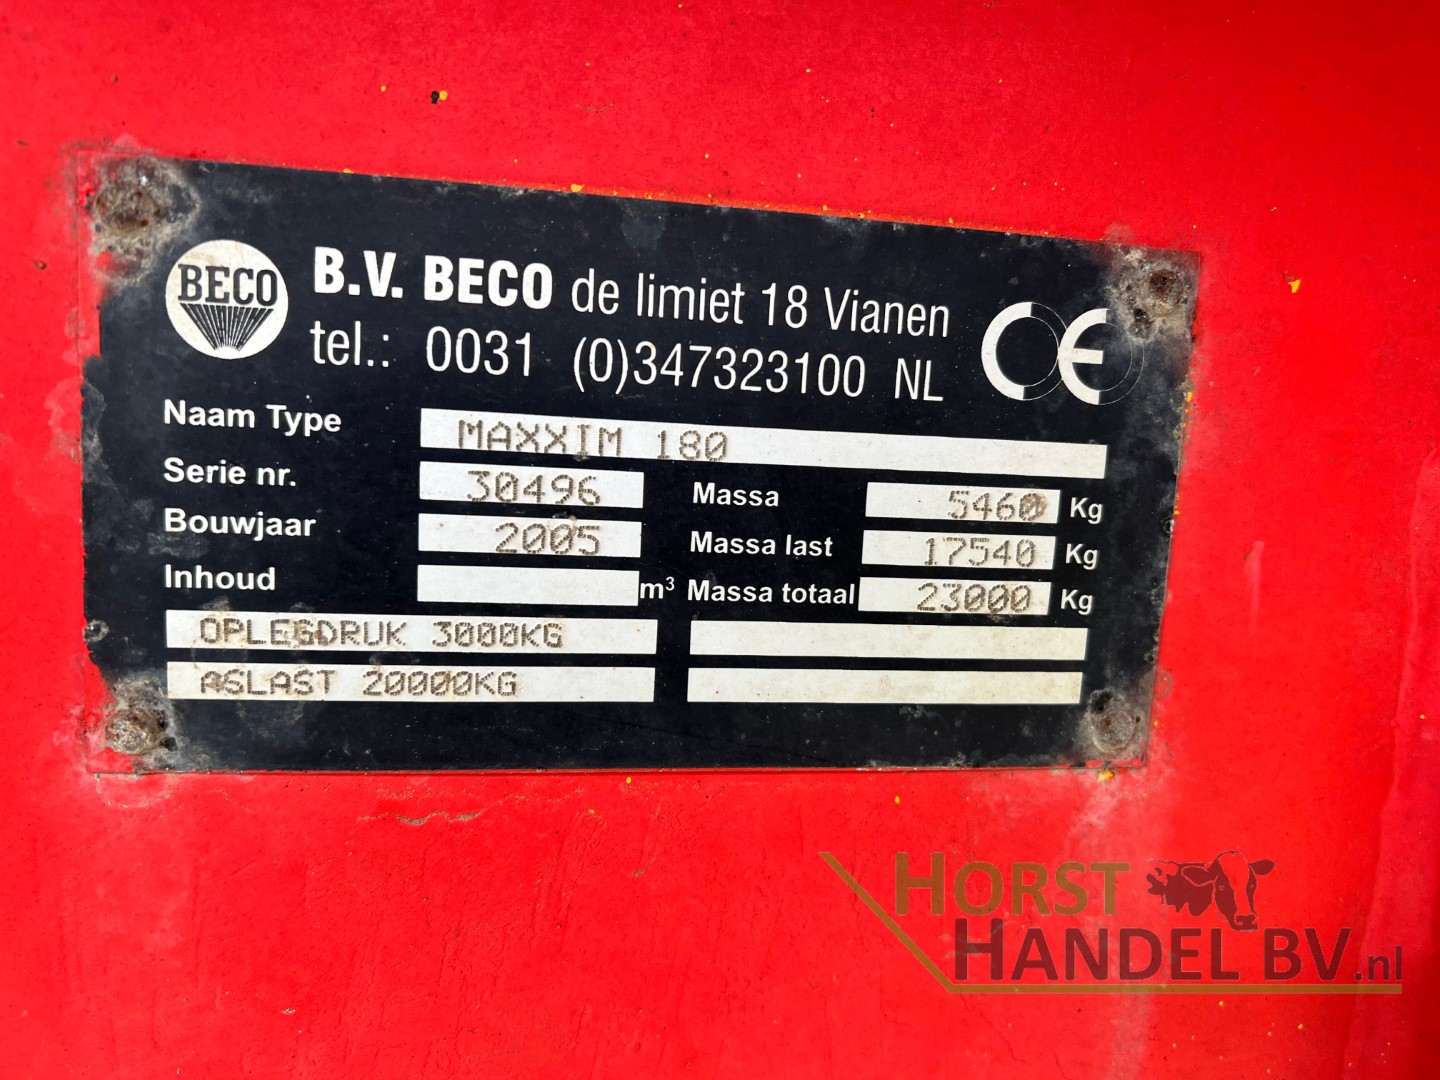 BECO
B.V. BECO de limiet 18 Vianen
tel.: 0031 (0)347323100 NL
CE
Naam Type MAXXIM 180
Serie nr. 30496 Massa 5460 Kg
Bouwjaar 2005 Massa last 17540 Kg
Inhoud m³ Massa totaal 23000 Kg
OPLEGDRUK 3000KG
ASLAST 20000KG
HORST
HANDEL BV.nl